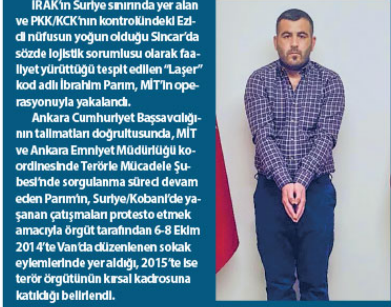 IRAK'ın Suriye sınırında yer alan
ve PKK/KCK'nın kontrolündeki Ezi-
di nüfusun yoğun olduğu Sincar'da
sözde lojistik sorumlusu olarak faa-
liyet yürüttüğü tespit edilen "Laşer"
kod adlı İbrahim Parım, MİT'in ope-
rasyonuyla yakalandı.
Ankara Cumhuriyet Başsavcılığı-
nın talimatları doğrultusunda, MİT
ve Ankara Emniyet Müdürlüğü ko-
ordinesinde Terörle Mücadele Şu-
besi'nde sorgulanma süreci devam
eden Parım'ın, Suriye/Kobani'de ya-
şanan çatışmaları protesto etmek
amacıyla örgüt tarafından 6-8 Ekim
2014'te Van'da düzenlenen sokak
eylemlerinde yer aldığı, 2015'te ise
terör örgütünün kırsal kadrosuna
katıldığı belirlendi.